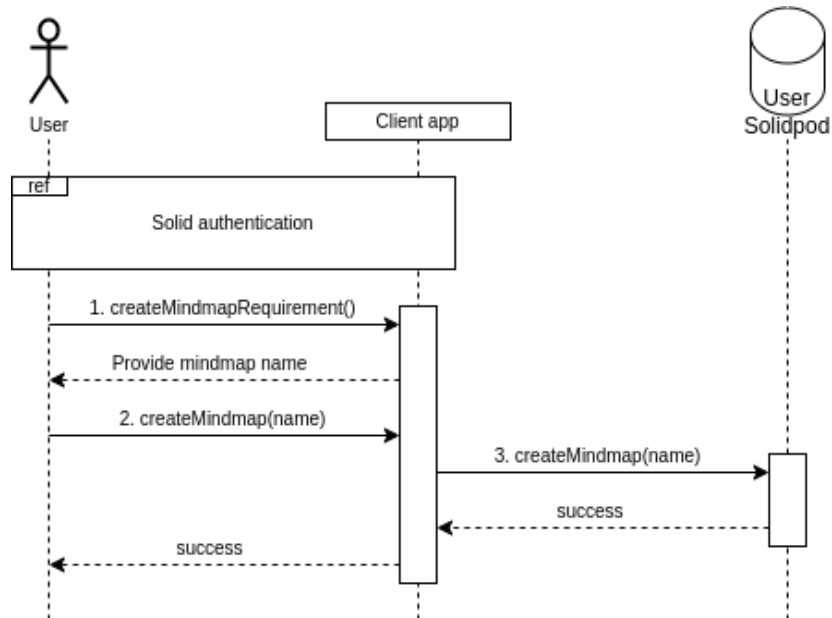 User
Client app
User
Solidpod
ref
Solid authentication
1. createMindmapRequirement()
Provide mindmap name
2. createMindmap(name)
3. createMindmap(name)
success
success